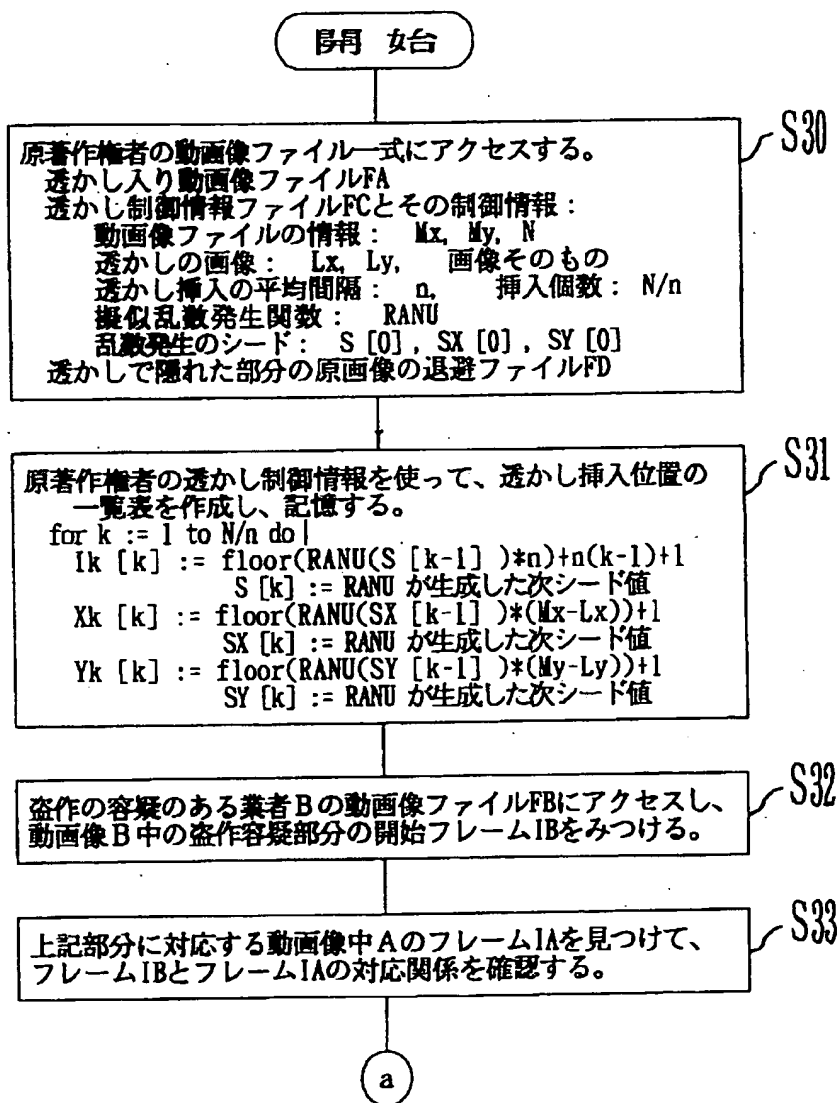 開 始
S30
原著作権者の動画像ファイル一式にアクセスする。
透かし入り動画像ファイルFA
透かし制御情報ファイルFCとその制御情報:
動画像ファイルの情報: Mx, My, N
透かしの画像: Lx, Ly, 画像そのもの
透かし挿入の平均間隔: n, 挿入個数: N/n
擬似乱数発生関数: RANU
乱数発生のシード: S [0] , SX [0] , SY [0]
透かしで隠れた部分の原画像の退避ファイルFD
S31
原著作権者の透かし制御情報を使って、透かし挿入位置の
一覧表を作成し、記憶する。
for k := 1 to N/n do |
Ik [k] := floor(RANU(S [k-1] )*n)+n(k-1)+1
S [k] := RANU が生成した次シード値
Xk [k] := floor(RANU(SX [k-1] )*(Mx-Lx))+1
SX [k] := RANU が生成した次シード値
Yk [k] := floor(RANU(SY [k-1] )*(My-Ly))+1
SY [k] := RANU が生成した次シード値
S32
盗作の容疑のある業者Bの動画像ファイルFBにアクセスし、
動画像B中の盗作容疑部分の開始フレームIBをみつける。
S33
上記部分に対応する動画像中AのフレームIAを見つけて、
フレームIBとフレームIAの対応関係を確認する。
a